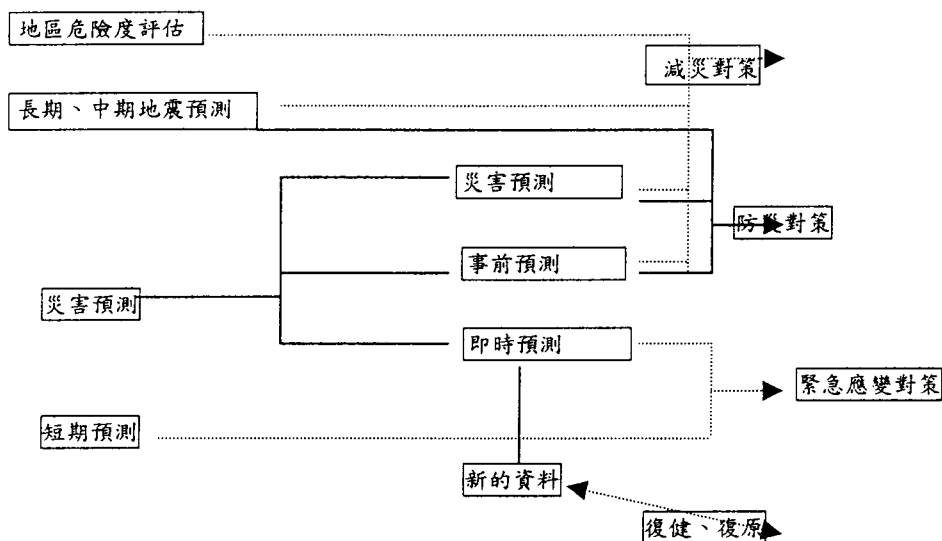 地區危險度評估
減災對策
長期、中期地震預測
災害預測
防災對策
事前預測
災害預測
即時預測
緊急應變對策
短期預測
新的資料
復健、復原